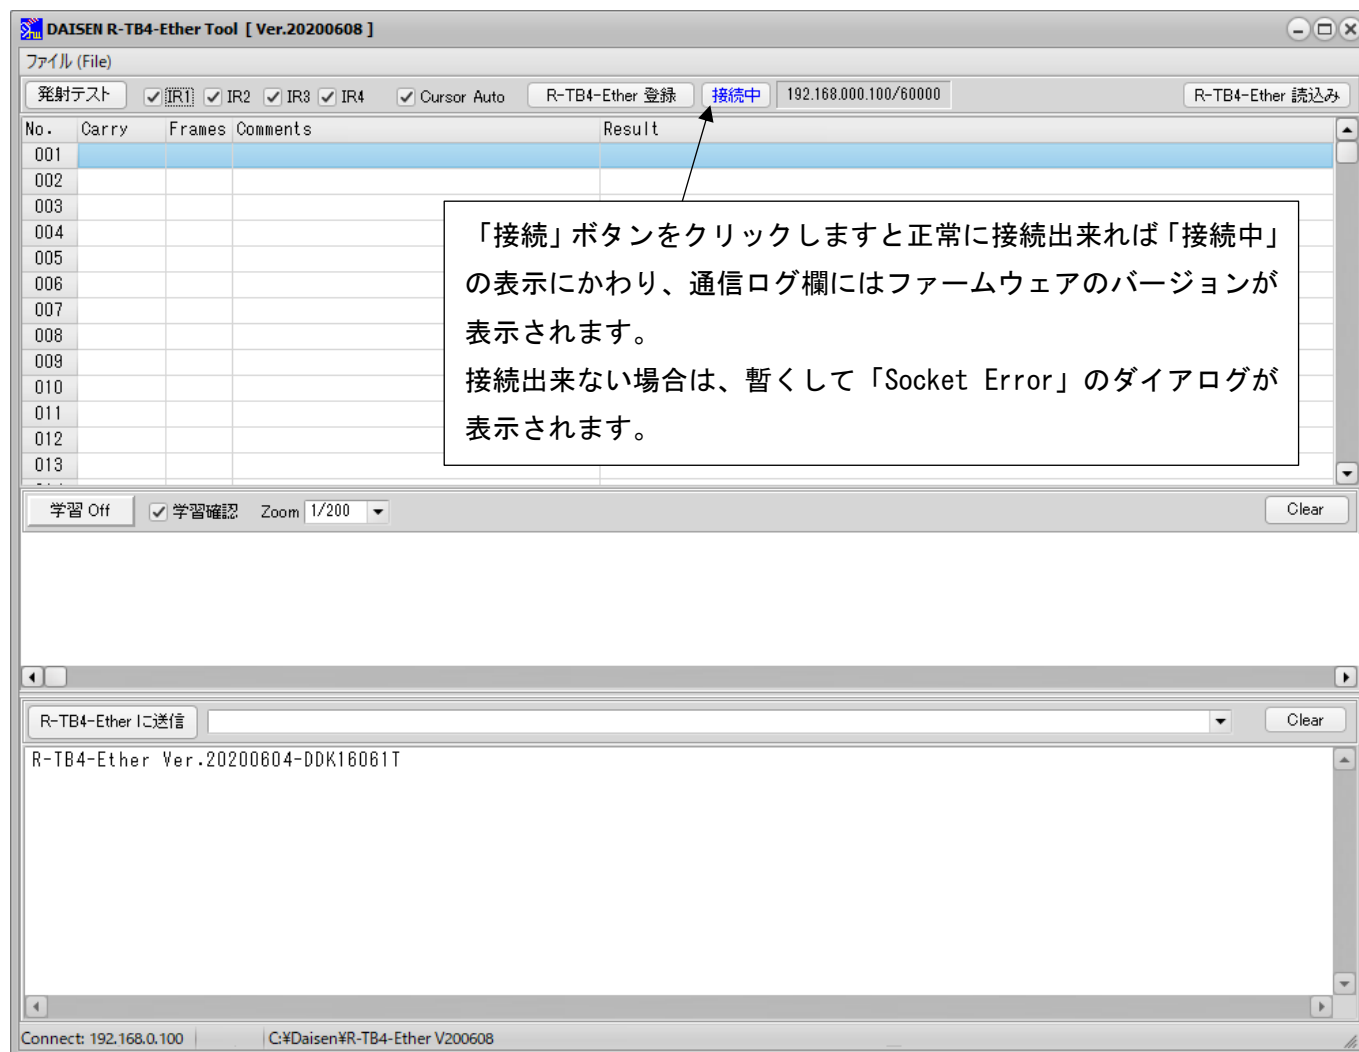 DAISEN R-TB4-Ether Tool [ Ver.20200608 ]
ファイル (File)
発射テスト IR1 IR2 IR3 IR4 Cursor Auto R-TB4-Ether 登録 接続中 192.168.000.100/60000 R-TB4-Ether 読込み
No. Carry Frames Comments Result
001
002
003
004
005
006
007
008
009
010
011
012
013
「接続」ボタンをクリックしますと正常に接続出来れば「接続中」
の表示にかわり、通信ログ欄にはファームウェアのバージョンが
表示されます。
接続出来ない場合は、暫くして「Socket Error」のダイアログが
表示されます。
学習 Off 学習確認 Zoom 1/200 Clear
R-TB4-Ether に送信 Clear
R-TB4-Ether Ver.20200604-DDK16061T
Connect: 192.168.0.100 C:¥Daisen¥R-TB4-Ether V200608